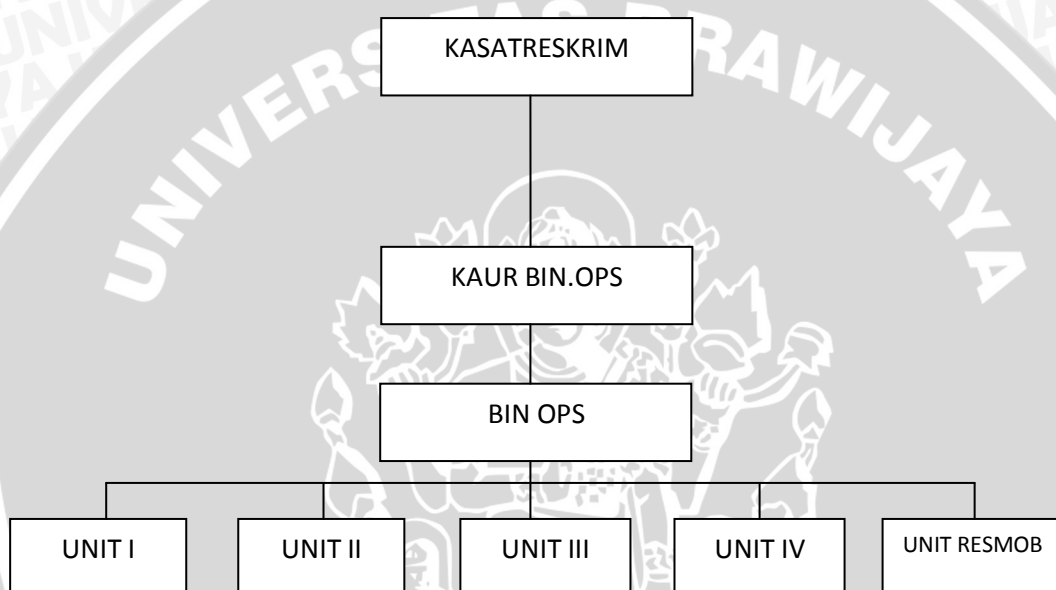 UNIVERSITAS BRAWIJAYA
KASATRESKRIM
KAUR BIN.OPS
BIN OPS
UNIT I
UNIT II
UNIT III
UNIT IV
UNIT RESMOB